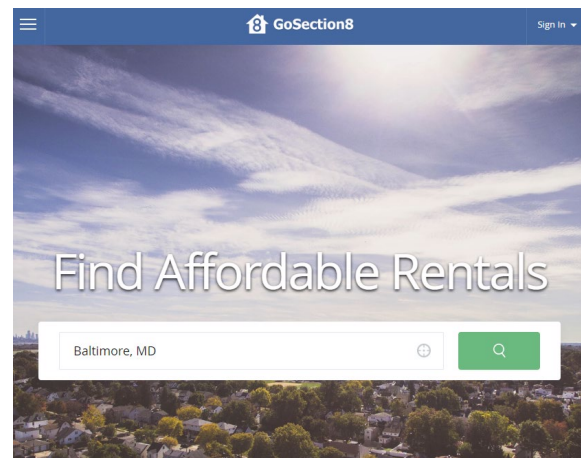 GoSection8
Sign In
Find Affordable Rentals
Baltimore, MD